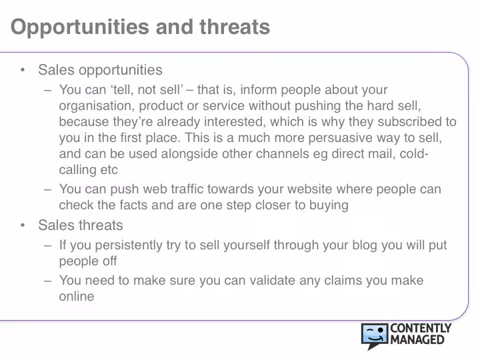 Opportunities and threats
• Sales opportunities
– You can ‘tell, not sell’ – that is, inform people about your
organisation, product or service without pushing the hard sell,
because they’re already interested, which is why they subscribed to
you in the first place. This is a much more persuasive way to sell,
and can be used alongside other channels eg direct mail, cold-
calling etc
– You can push web traffic towards your website where people can
check the facts and are one step closer to buying
• Sales threats
– If you persistently try to sell yourself through your blog you will put
people off
– You need to make sure you can validate any claims you make
online
CONTENTLY
MANAGED